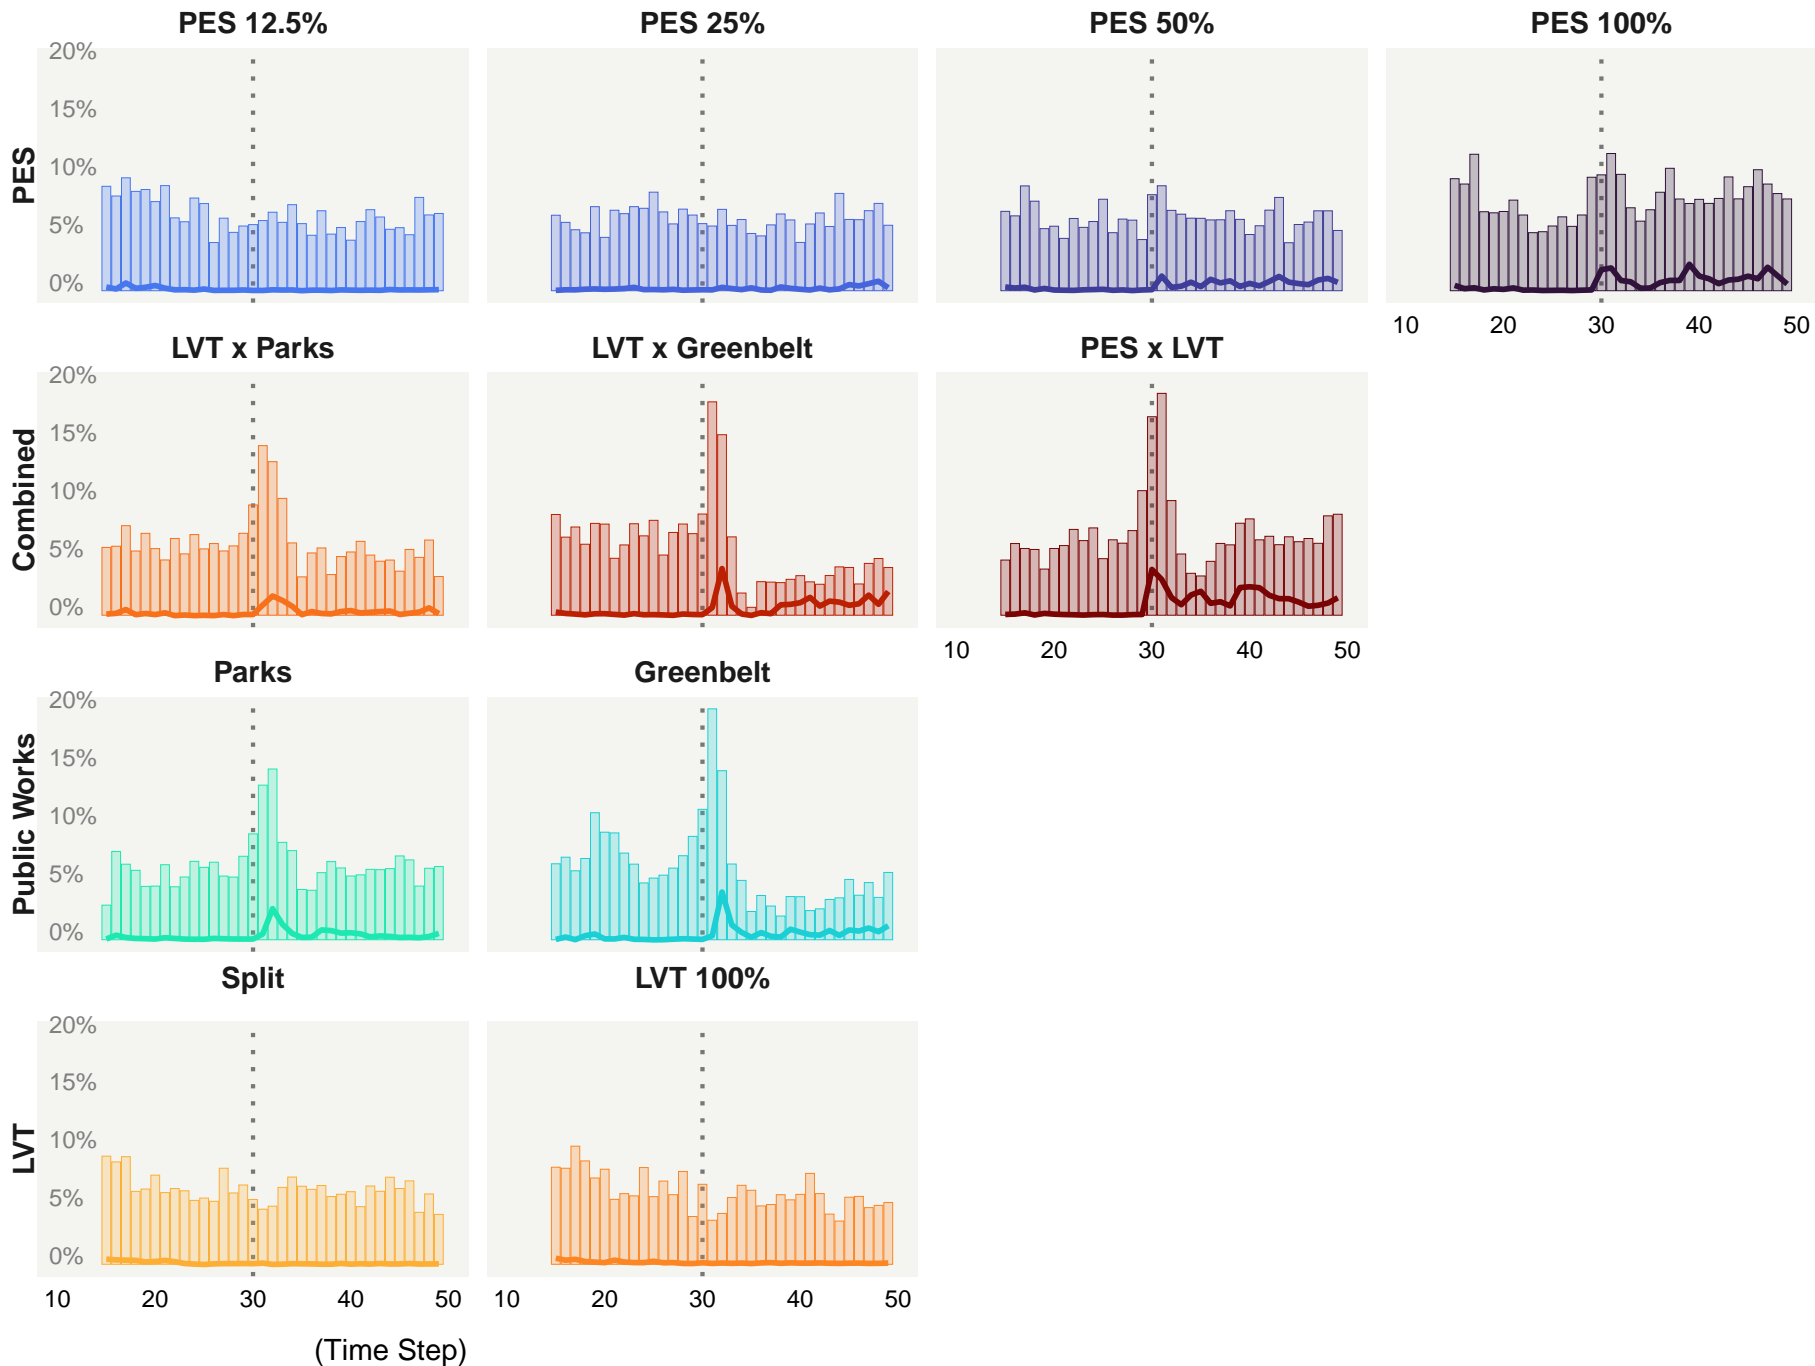 PES 12.5% PES 25% PES 50% PES 100%
PES
20%
15%
10%
5%
0%
10 20 30 40 50
LVT x Parks LVT x Greenbelt PES x LVT
Combined
20%
15%
10%
5%
0%
10 20 30 40 50
Parks Greenbelt
Public Works
20%
15%
10%
5%
0%
Split LVT 100%
LVT
20%
15%
10%
5%
0%
10 20 30 40 50 10 20 30 40 50
(Time Step)